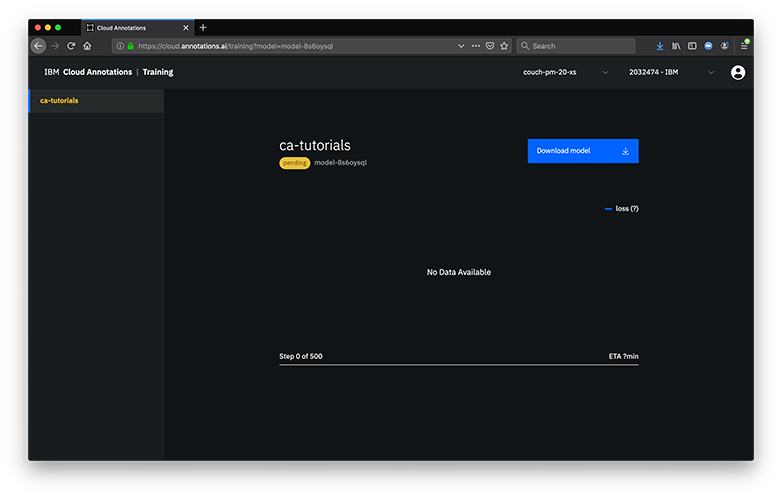 Cloud Annotations
https://cloud.annotations.ai/training?model=model-8s6oysql
Search
IBM Cloud Annotations | Training
couch-pm-20-xs
2032474 - IBM
ca-tutorials
ca-tutorials
Download model
pending
model-8s6oysql
loss (?)
No Data Available
Step 0 of 500
ETA ?min